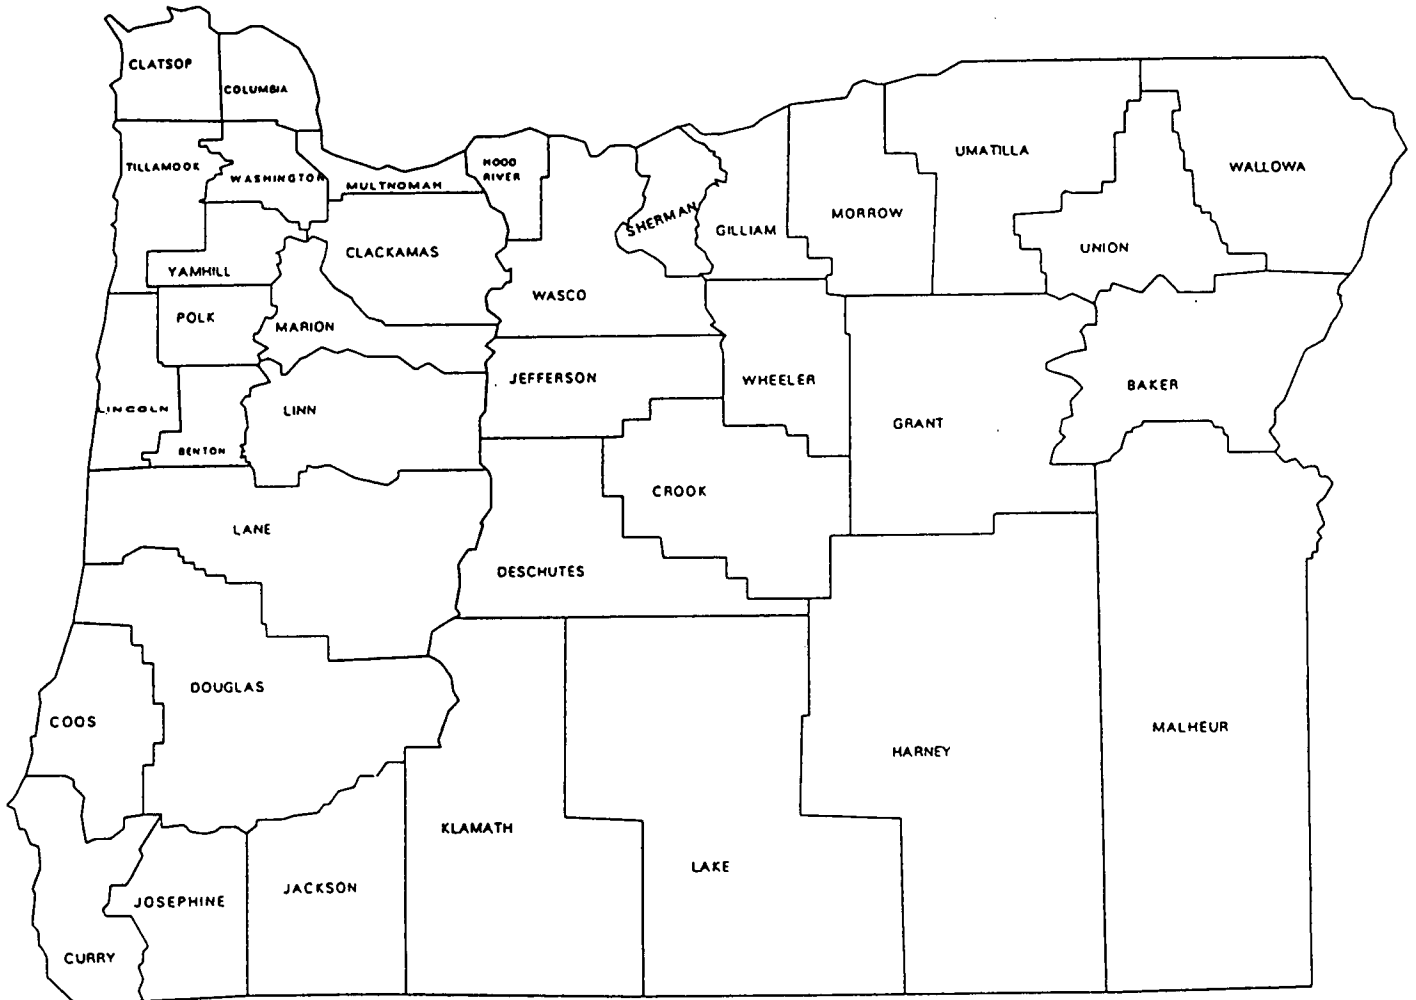 CLATSOP
COLUMBIA
TILLAMOOK
WASHINGTON
MULTNOMAH
HOOD
RIVER
UMATILLA
WALLOWA
SHERMAN
GILLIAM
MORROW
UNION
CLACKAMAS
YAMHILL
WASCO
POLK
MARION
JEFFERSON
WHEELER
BAKER
LINCOLN
LINN
GRANT
BENTON
CROOK
LANE
DESCHUTES
DOUGLAS
COOS
MALHEUR
HARNEY
KLAMATH
LAKE
JACKSON
JOSEPHINE
CURRY